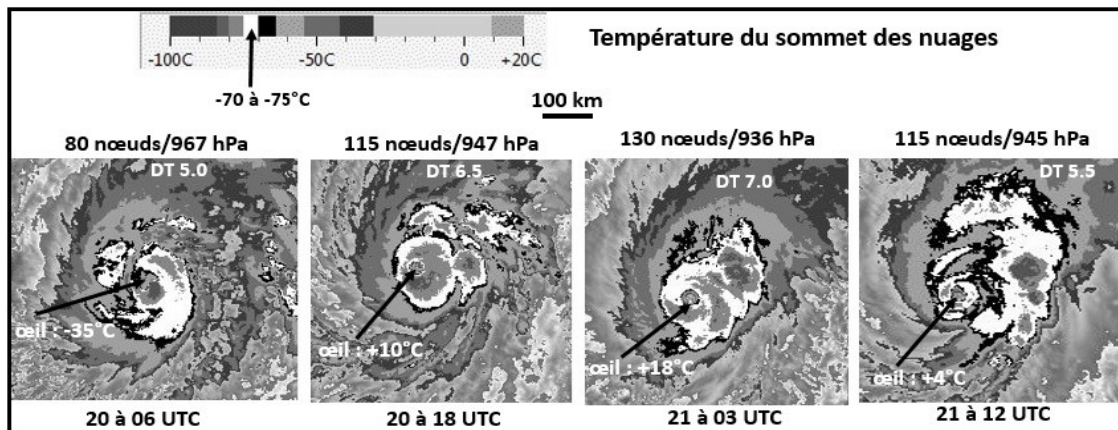 Température du sommet des nuages
-100C -50C 0 +20C
-70 à -75°C
100 km
80 nœuds/967 hPa 115 nœuds/947 hPa 130 nœuds/936 hPa 115 nœuds/945 hPa
DT 5.0 DT 6.5 DT 7.0 DT 5.5
œil : -35°C œil : +10°C œil : +18°C œil : +4°C
20 à 06 UTC 20 à 18 UTC 21 à 03 UTC 21 à 12 UTC